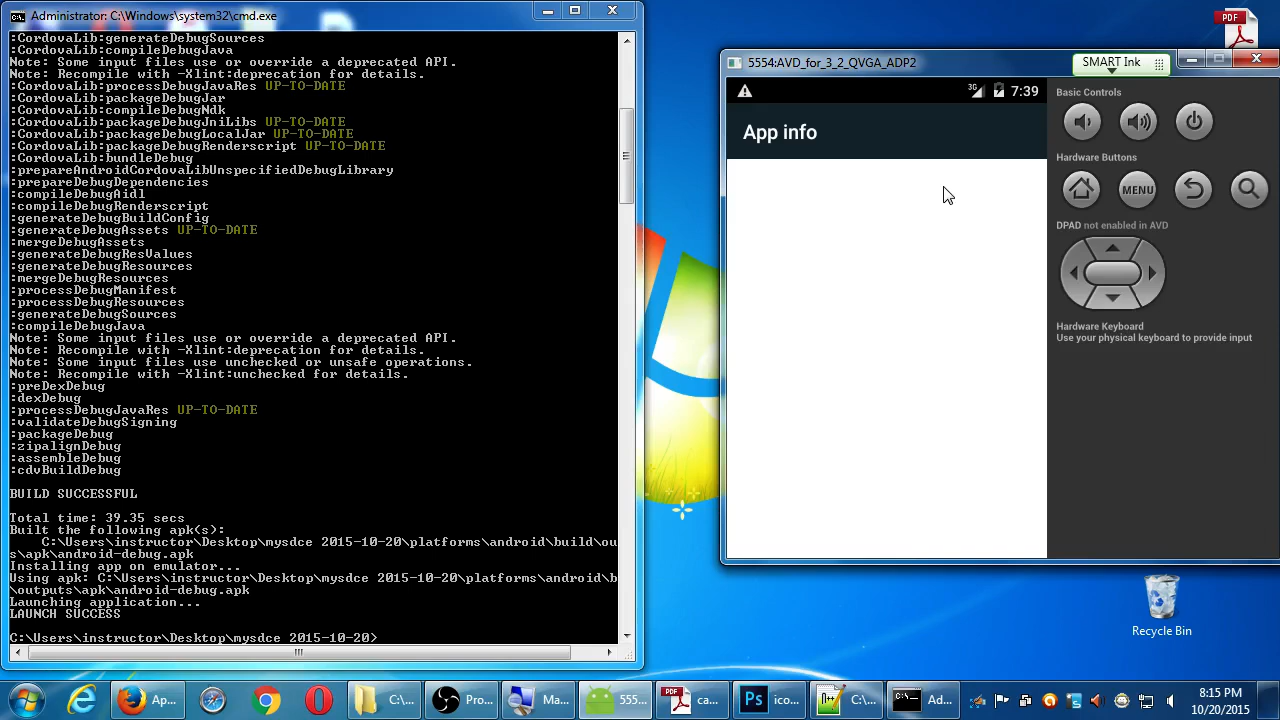 Administrator: C:\Windows\system32\cmd.exe
:CordovaLib:generateDebugSources
:CordovaLib:compileDebugJava
Note: Some input files use or override a deprecated API.
Note: Recompile with -Xlint:deprecation for details.
:CordovaLib:processDebugJavaRes UP-TO-DATE
:CordovaLib:packageDebugJar
:CordovaLib:compileDebugNdk
:CordovaLib:packageDebugJniLibs UP-TO-DATE
:CordovaLib:packageDebugLocalJar UP-TO-DATE
:CordovaLib:packageDebugRenderscript UP-TO-DATE
:CordovaLib:bundleDebug
:prepareAndroidCordovaLibUnspecifiedDebugLibrary
:prepareDebugDependencies
:compileDebugAidl
:compileDebugRenderscript
:generateDebugBuildConfig
:generateDebugAssets UP-TO-DATE
:mergeDebugAssets
:generateDebugResValues
:generateDebugResources
:mergeDebugResources
:processDebugManifest
:processDebugResources
:generateDebugSources
:compileDebugJava
Note: Some input files use or override a deprecated API.
Note: Recompile with -Xlint:deprecation for details.
Note: Some input files use unchecked or unsafe operations.
Note: Recompile with -Xlint:unchecked for details.
:preDexDebug
:dexDebug
:processDebugJavaRes UP-TO-DATE
:validateDebugSigning
:packageDebug
:zipalignDebug
:assembleDebug
:cdvBuildDebug
BUILD SUCCESSFUL
Total time: 39.35 secs
Built the following apk(s):
C:\Users\instructor\Desktop\mysdce 2015-10-20\platforms\android\build\ou
s\apk\android-debug.apk
Installing app on emulator...
Using apk: C:\Users\instructor\Desktop\mysdce 2015-10-20\platforms\android\b
\outputs\apk\android-debug.apk
Launching application...
LAUNCH SUCCESS
C:\Users\instructor\Desktop\mysdce 2015-10-20>
PDF
5554:AVD_for_3_2_QVGA_ADP2
SMART Ink
3G
7:39
App info
Basic Controls
Hardware Buttons
MENU
DPAD not enabled in AVD
Hardware Keyboard
Use your physical keyboard to provide input
Recycle Bin
Ap...
C:\...
Pro...
Ma...
555...
PDF
ca...
Ps
ico...
C:\...
Ad...
8:15 PM
10/20/2015